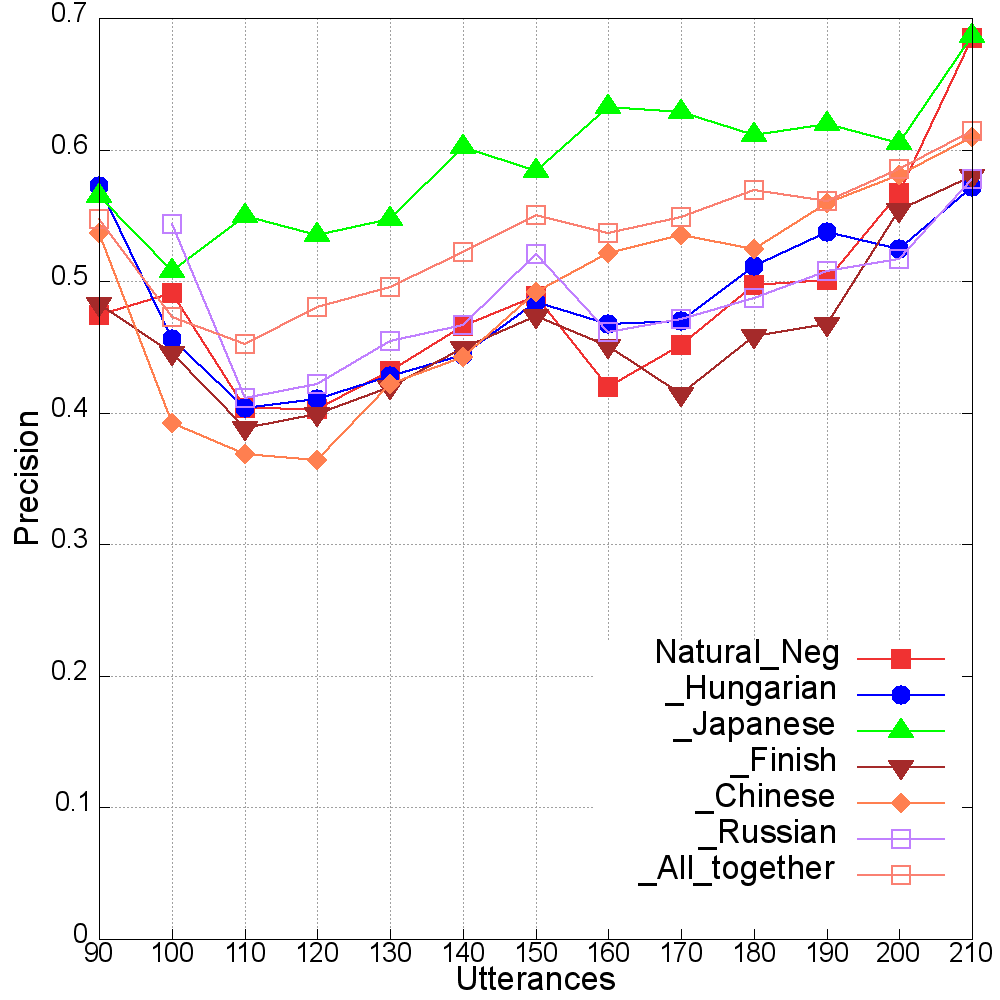 0.7
0.6
0.5
0.4
0.3
0.2
0.1
0
Precision
90 100 110 120 130 140 150 160 170 180 190 200 210
Utterances
Natural_Neg
_Hungarian
_Japanese
_Finish
_Chinese
_Russian
_All_together